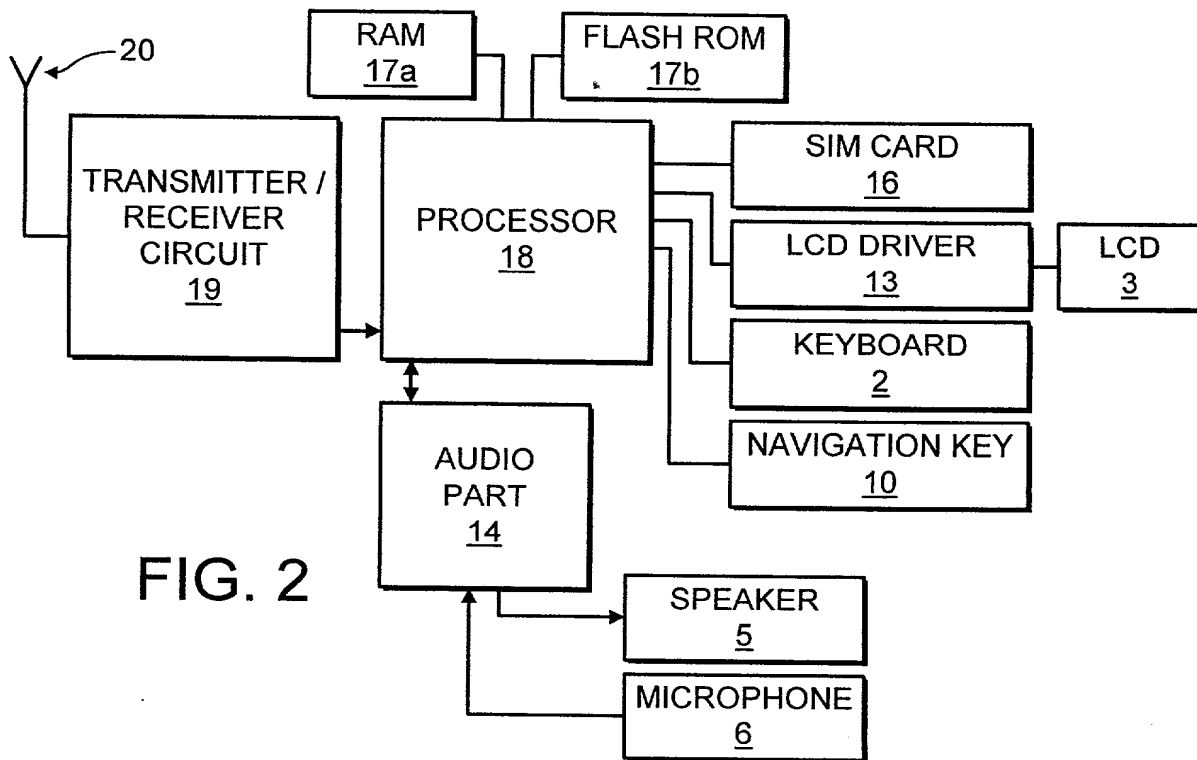 20
RAM
17a
FLASH ROM
17b
TRANSMITTER /
RECEIVER
CIRCUIT
19
PROCESSOR
18
SIM CARD
16
LCD DRIVER
13
LCD
3
KEYBOARD
2
NAVIGATION KEY
10
AUDIO
PART
14
SPEAKER
5
MICROPHONE
6
FIG. 2